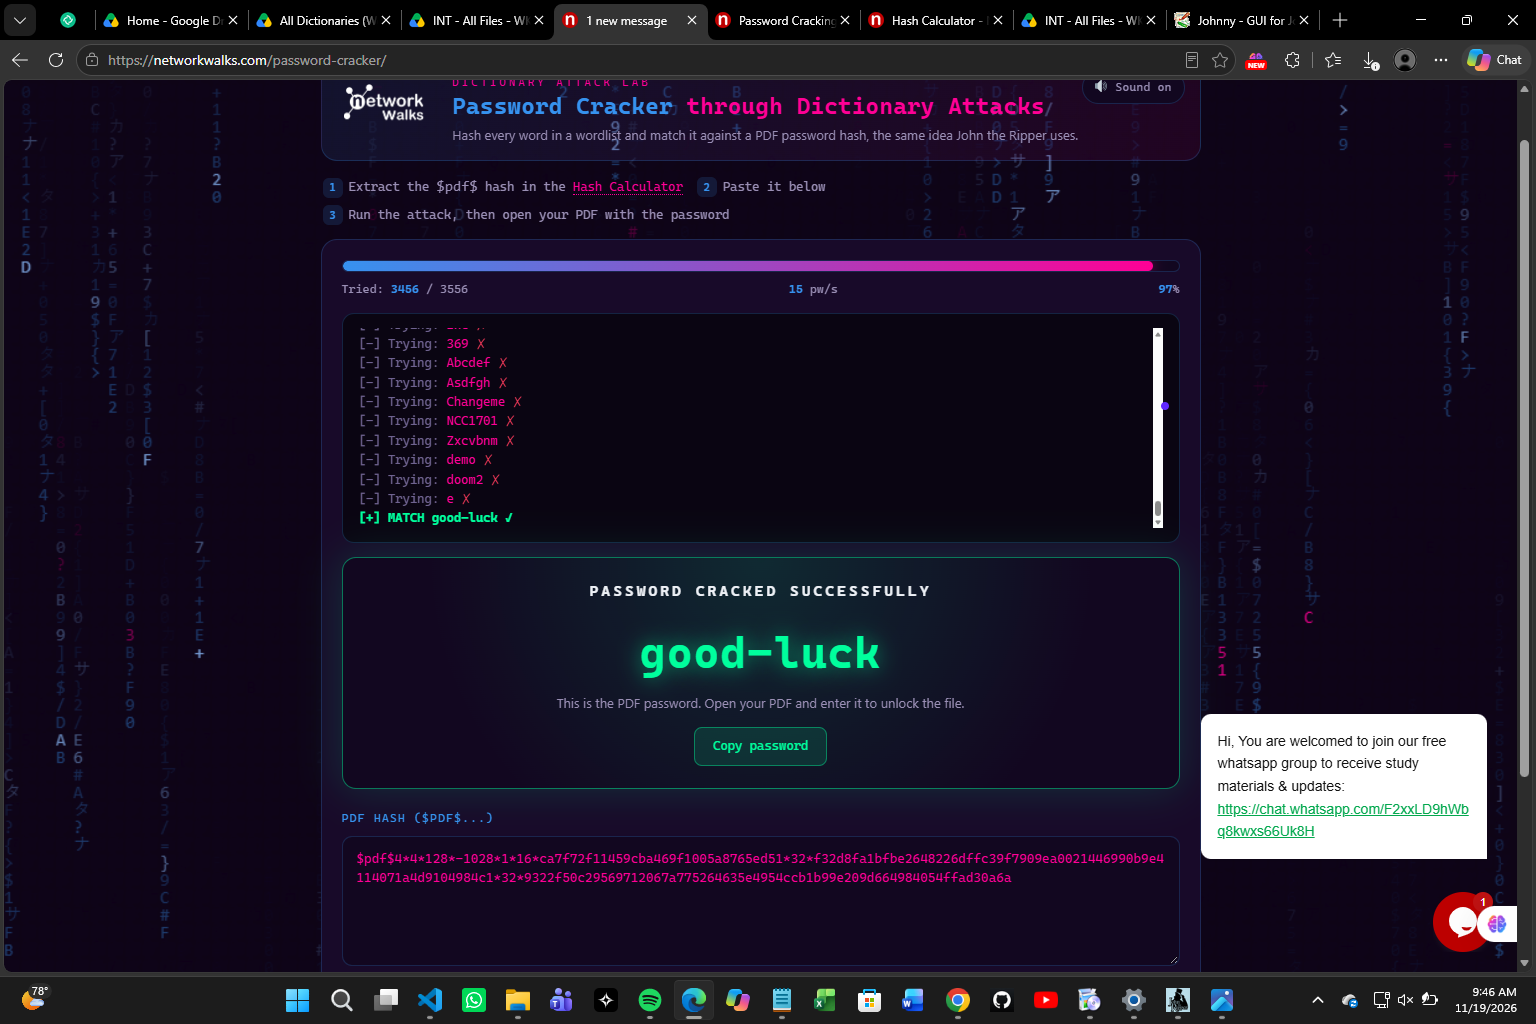 Home - Google Dr
All Dictionaries (W
INT - All Files - WI
1 new message
Password Cracking
Hash Calculator -
INT - All Files - WI
Johnny - GUI for Jo
https://networkwalks.com/password-cracker/
NEW
Chat
network
Walks
DICTIONARY ATTACK LAB
Password Cracker through Dictionary Attacks
Hash every word in a wordlist and match it against a PDF password hash, the same idea John the Ripper uses.
Sound on
1 Extract the $pdf$ hash in the Hash Calculator 2 Paste it below
3 Run the attack, then open your PDF with the password
Tried: 3456 / 3556
15 pw/s
97%
[-] Trying: 369 ✗
[-] Trying: Abcdef ✗
[-] Trying: Asdfgh ✗
[-] Trying: Changeme ✗
[-] Trying: NCC1701 ✗
[-] Trying: Zxcvbnm ✗
[-] Trying: demo ✗
[-] Trying: doom2 ✗
[-] Trying: e ✗
[+] MATCH good-luck ✓
PASSWORD CRACKED SUCCESSFULLY
good-luck
This is the PDF password. Open your PDF and enter it to unlock the file.
Copy password
PDF HASH ($PDF$...)
$pdf$4*4*128*-1028*1*16*ca7f72f11459cba469f1005a8765ed51*32*f32d8fa1bfbe2648226dffc39f7909ea0021446990b9e4
114071a4d9104984c1*32*9322f50c29569712067a775264635e4954ccb1b99e209d664984054ffad30a6a
Hi, You are welcomed to join our free
whatsapp group to receive study
materials & updates:
https://chat.whatsapp.com/F2xxLD9hWb
q8kwxs66Uk8H
1
78°
9:46 AM
11/19/2026